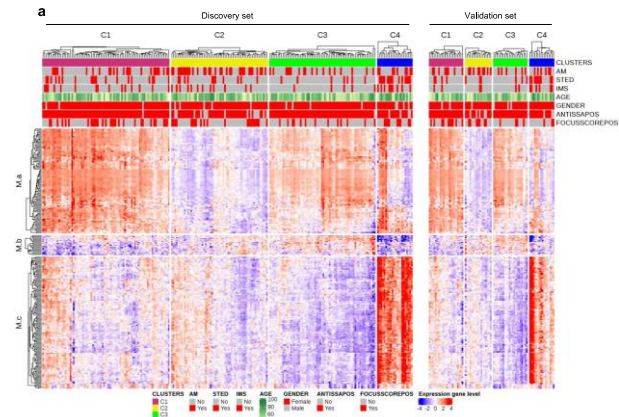 a
Discovery set
Validation set
C1
C2
C3
C4
C1
C2
C3
C4
CLUSTERS
AM
STED
IMS
AGE
GENDER
ANTISSAPOS
FOCUSSCOREPOS
M.a
M.b
M.c
CLUSTERS AM STED IMS AGE GENDER ANTISSAPOS FOCUSSCOREPOS Expression gene level
C1 No No No 100 Female No No
C2 Yes Yes Yes 80 Male Yes Yes -4 -2 0 2 4
C3 60